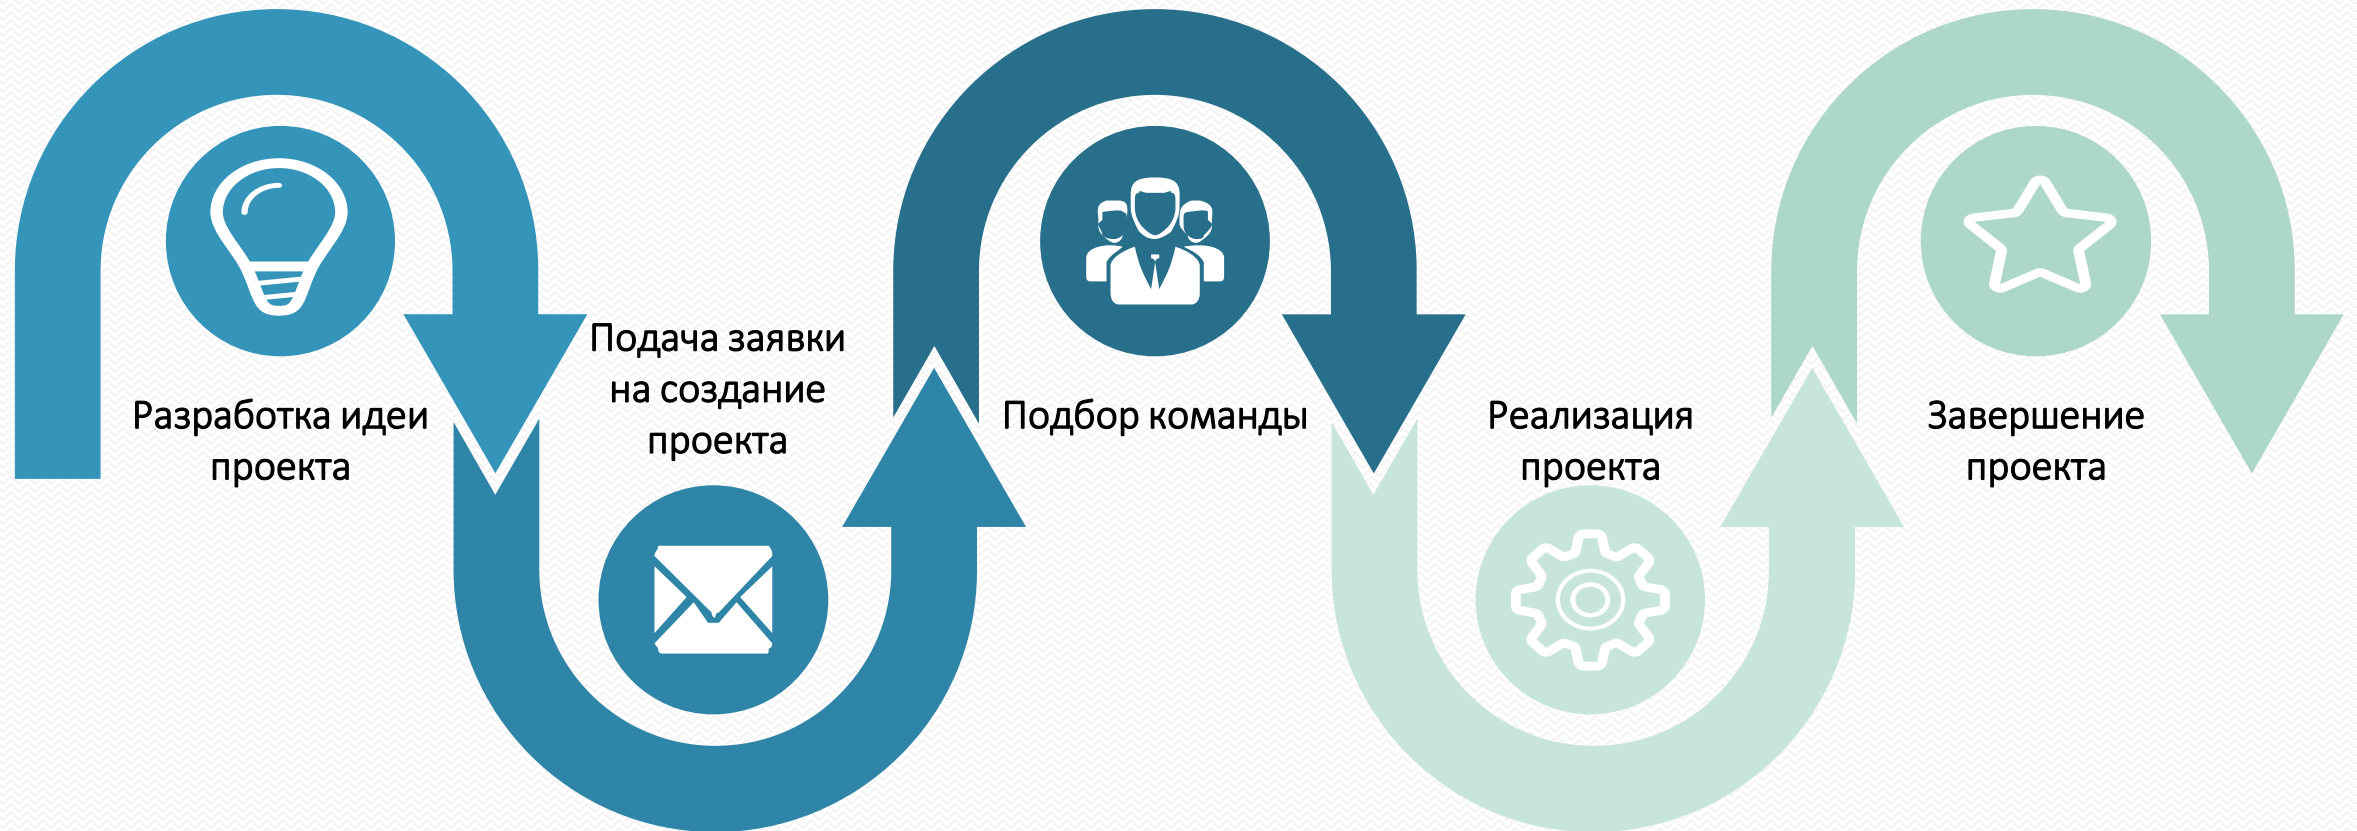 Разработка идеи
проекта
Подача заявки
на создание
проекта
Подбор команды
Реализация
проекта
Завершение
проекта